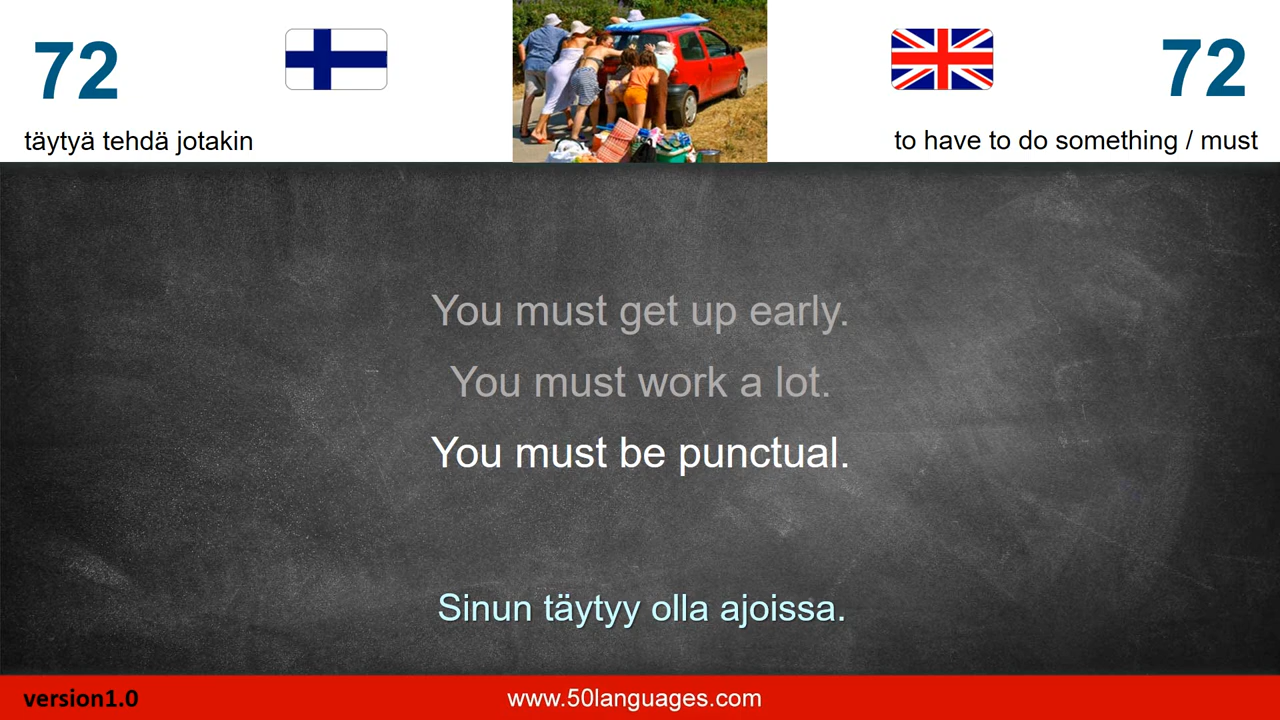 72
72
täytyä tehdä jotakin
to have to do something / must
You must get up early.
You must work a lot.
You must be punctual.
Sinun täytyy olla ajoissa.
version1.0
www.50languages.com